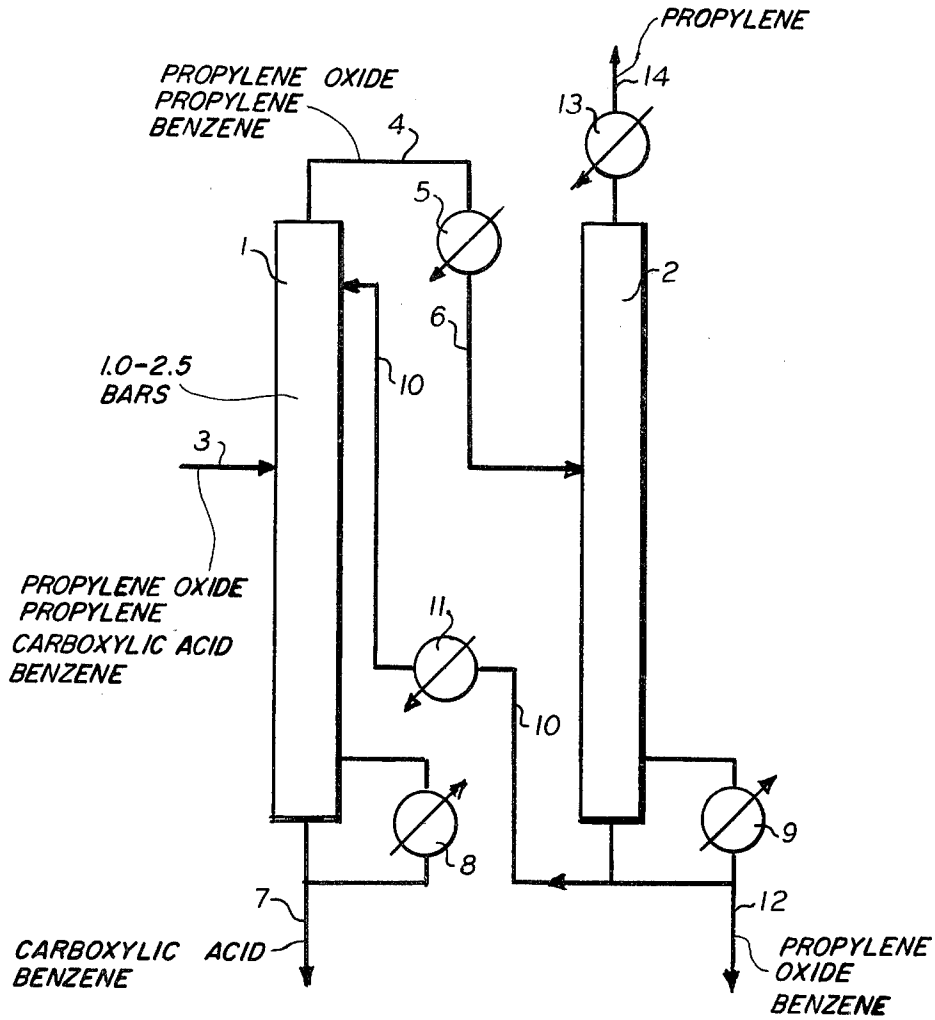 PROPYLENE
14
13
PROPYLENE OXIDE
PROPYLENE
BENZENE
4
5
1
2
6
10
1.0-2.5
BARS
3
PROPYLENE OXIDE
PROPYLENE
CARBOXYLIC ACID
BENZENE
11
10
8
9
7
12
CARBOXYLIC ACID
BENZENE
PROPYLENE
OXIDE
BENZENE